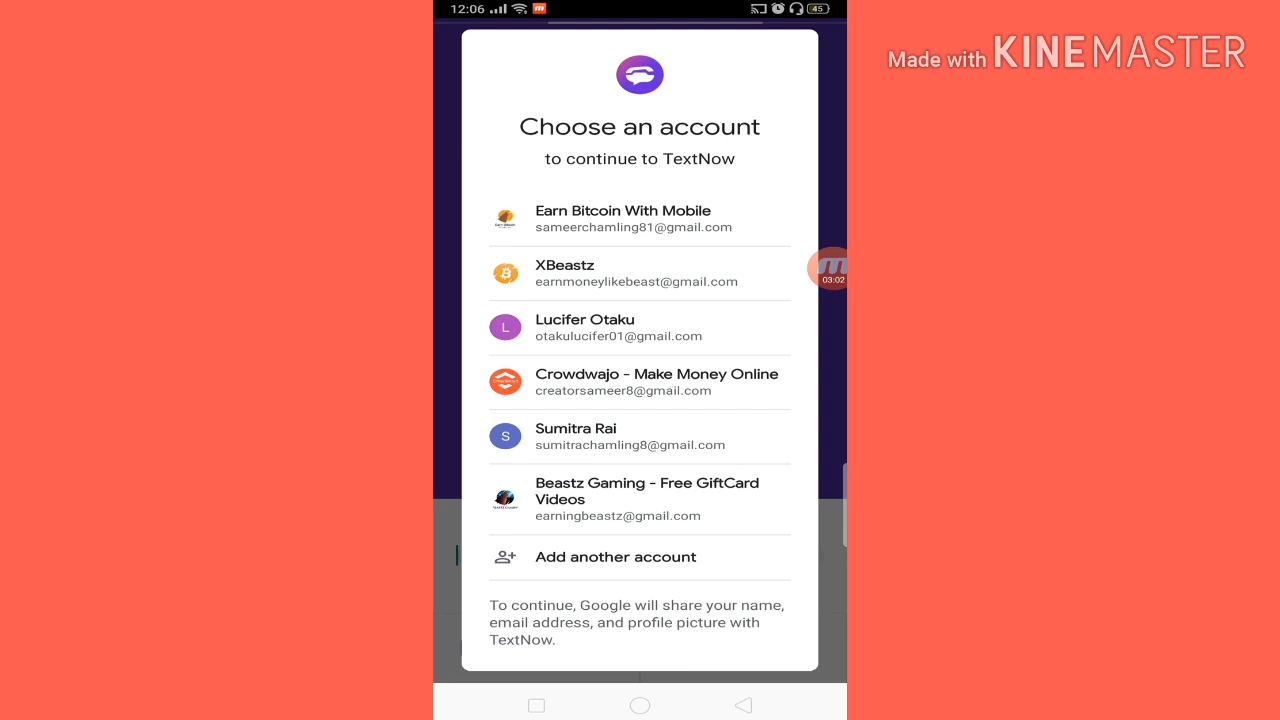 12:06
45
Made with KINEMASTER
Choose an account
to continue to TextNow
Earn Bitcoin With Mobile
sameerchamling81@gmail.com
XBeastz
earnmoneylikebeast@gmail.com
03:02
L
Lucifer Otaku
otakulucifer01@gmail.com
Crowdwajo - Make Money Online
creatorsameer8@gmail.com
S
Sumitra Rai
sumitrachamling8@gmail.com
Beastz Gaming - Free GiftCard
Videos
earningbeastz@gmail.com
Add another account
To continue, Google will share your name,
email address, and profile picture with
TextNow.